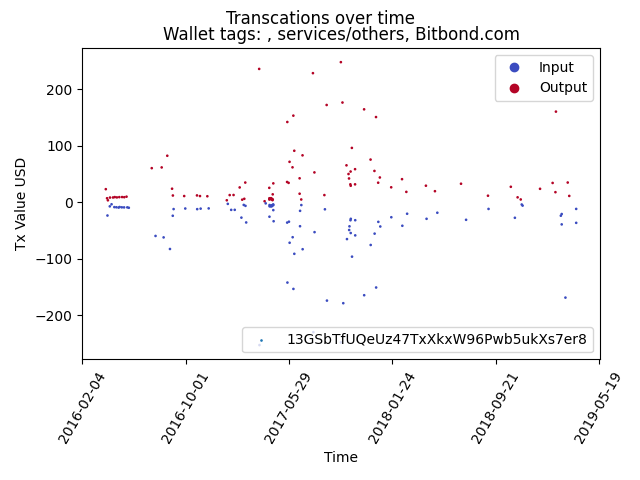 Transcations over time
Wallet tags: , services/others, Bitbond.com
Input
Output
200
100
0
−100
−200
Tx Value USD
13GSbTfUQeUz47TxXkxW96Pwb5ukXs7er8
2016-02-04
2016-10-01
2017-05-29
2018-01-24
2018-09-21
2019-05-19
Time